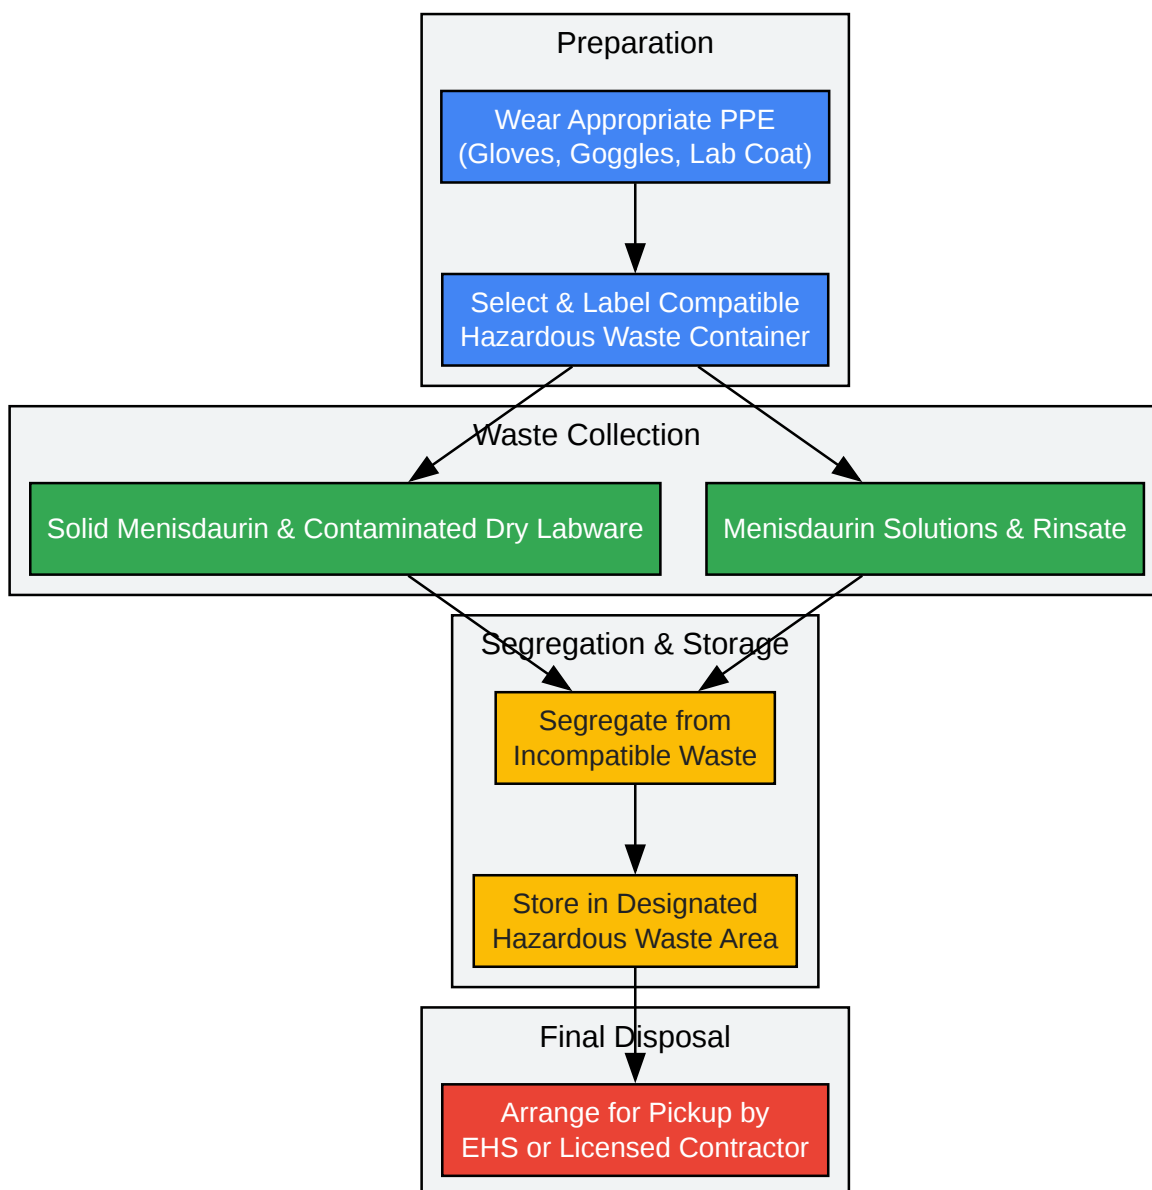 Preparation
Wear Appropriate PPE
(Gloves, Goggles, Lab Coat)
Select & Label Compatible
Hazardous Waste Container
Waste Collection
Solid Menisdaurin & Contaminated Dry Labware
Menisdaurin Solutions & Rinsate
Segregation & Storage
Segregate from
Incompatible Waste
Store in Designated
Hazardous Waste Area
Final Disposal
Arrange for Pickup by
EHS or Licensed Contractor